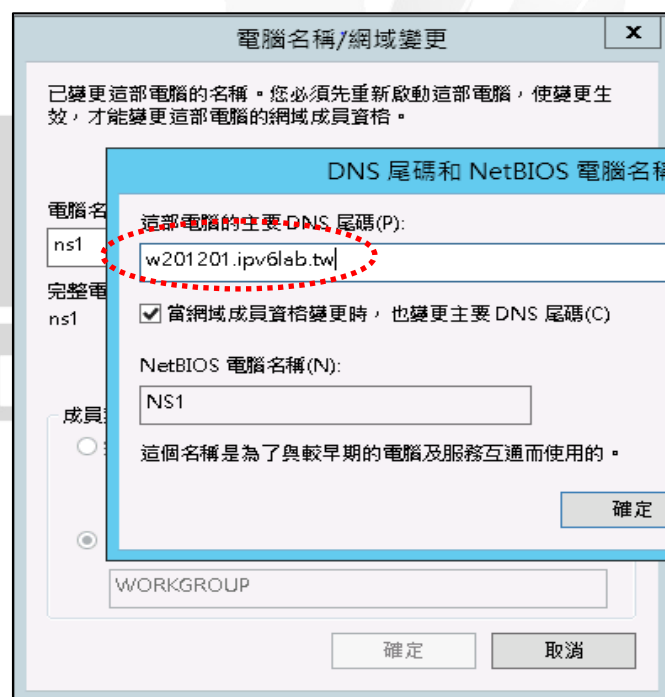 電腦名稱/網域變更
x
已變更這部電腦的名稱。您必須先重新啟動這部電腦，使變更生
效，才能變更這部電腦的網域成員資格。
DNS 尾碼和 NetBIOS 電腦名稱
電腦名
這部電腦的主要 DNS 尾碼(P):
ns1
w201201.ipv6lab.tw
完整電
ns1
當網域成員資格變更時，也變更主要 DNS 尾碼(C)
NetBIOS 電腦名稱(N):
NS1
成員
這個名稱是為了與較早期的電腦及服務互通而使用的。
確定
WORKGROUP
確定
取消